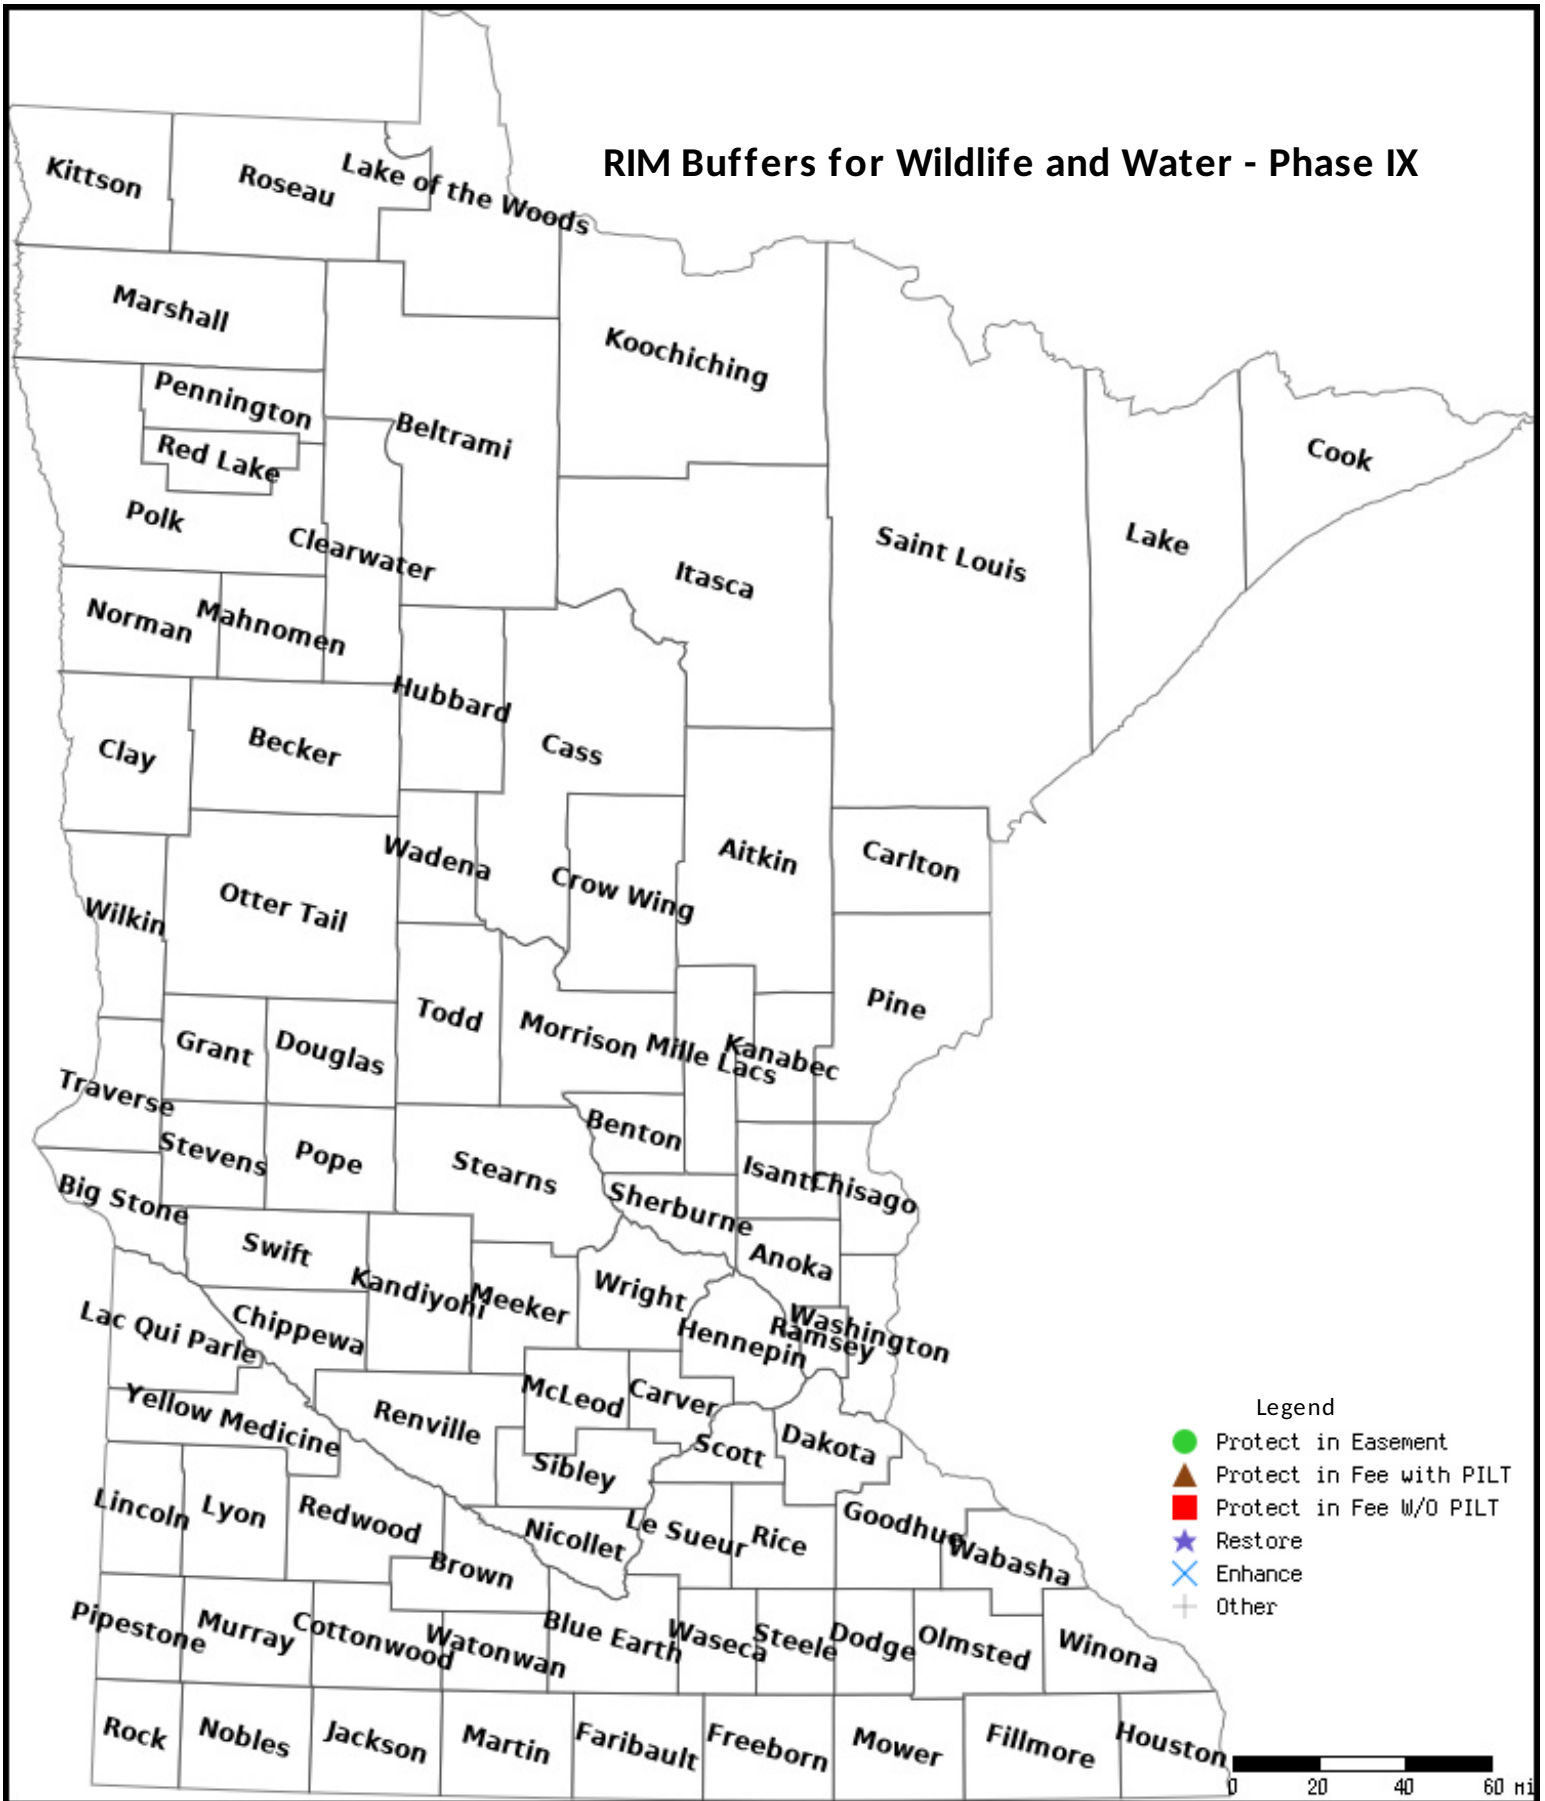 RIM Buffers for Wildlife and Water - Phase IX
Kittson
Roseau
Lake of the Woods
Marshall
Koochiching
Pennington
Beltrami
Red Lake
Cook
Polk
Clearwater
Saint Louis
Lake
Itasca
Norman
Mahnomen
Hubbard
Clay
Becker
Cass
Wadena
Aitkin
Carlton
Otter Tail
Crow Wing
Wilkin
Pine
Todd
Morrison
Mille Lacs
Kanabec
Grant
Douglas
Traverse
Benton
Stevens
Pope
Stearns
Isanti
Chisago
Big Stone
Sherburne
Swift
Anoka
Kandiyohi
Meeker
Wright
Washington
Ramsey
Hennepin
Lac Qui Parle
Chippewa
McLeod
Carver
Yellow Medicine
Renville
Scott
Dakota
Sibley
Lincoln
Lyon
Redwood
Nicollet
Le Sueur
Rice
Goodhue
Wabasha
Brown
Pipestone
Murray
Cottonwood
Watonwan
Blue Earth
Waseca
Steele
Dodge
Olmsted
Winona
Rock
Nobles
Jackson
Martin
Faribault
Freeborn
Mower
Fillmore
Houston
Legend
Protect in Easement
Protect in Fee with PILT
Protect in Fee W/O PILT
Restore
Enhance
Other
0 20 40 60 mi